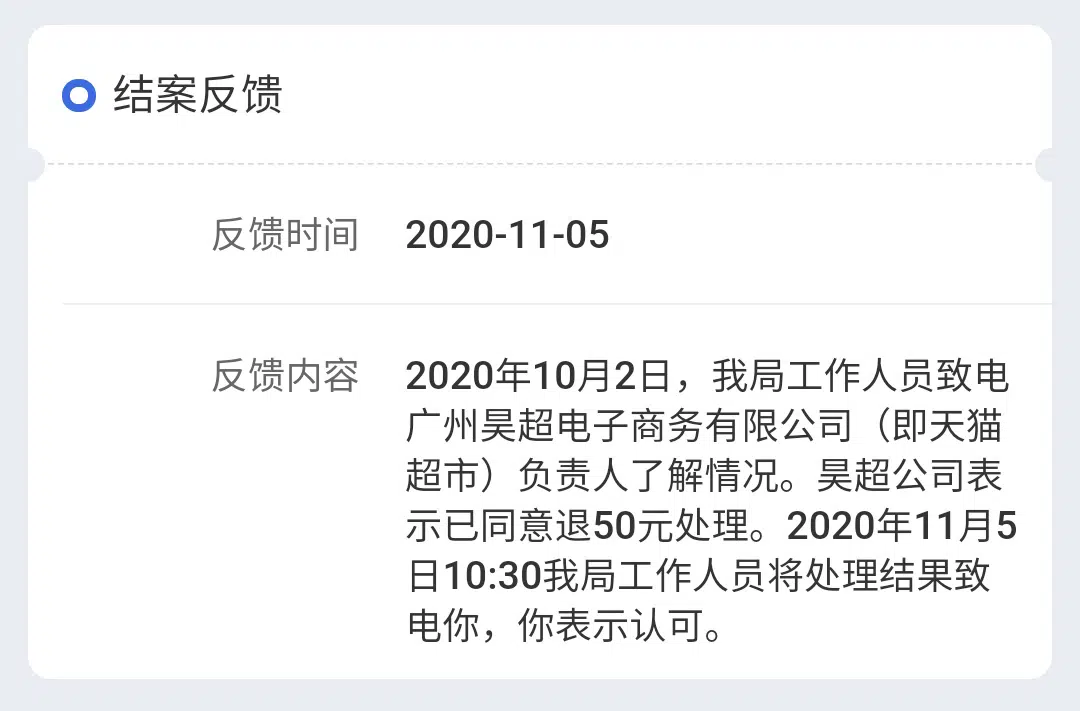 结案反馈
反馈时间 2020-11-05
反馈内容 2020年10月2日，我局工作人员致电
广州昊超电子商务有限公司（即天猫
超市）负责人了解情况。昊超公司表
示已同意退50元处理。2020年11月5
日10:30我局工作人员将处理结果致
电你，你表示认可。